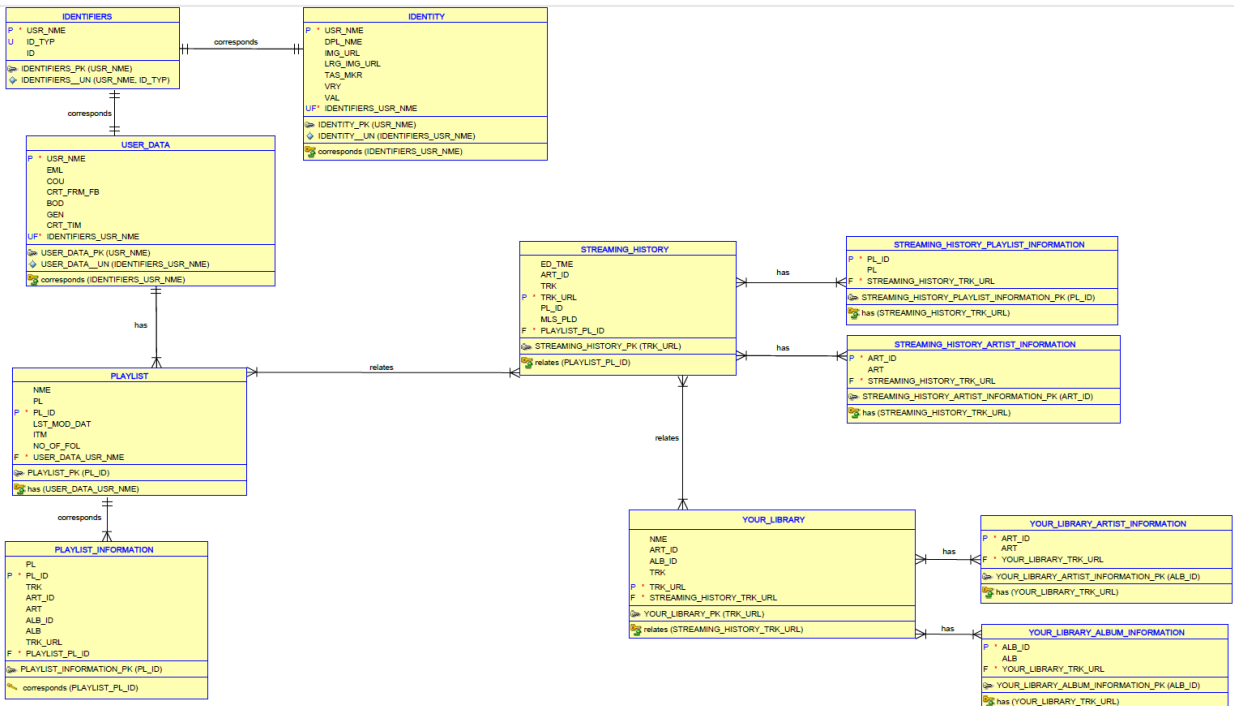 IDENTIFIERS
P * USR_NME
U ID_TYP
ID
IDENTIFIERS_PK (USR_NME)
IDENTIFIERS__UN (USR_NME, ID_TYP)
corresponds
IDENTITY
P * USR_NME
DPL_NME
IMG_URL
LRG_IMG_URL
TAS_MKR
VRY
VAL
UF* IDENTIFIERS_USR_NME
IDENTITY_PK (USR_NME)
IDENTITY__UN (IDENTIFIERS_USR_NME)
corresponds (IDENTIFIERS_USR_NME)
corresponds
USER_DATA
P * USR_NME
EML
COU
CRT_FRM_FB
BOD
GEN
CRT_TIM
UF* IDENTIFIERS_USR_NME
USER_DATA_PK (USR_NME)
USER_DATA__UN (IDENTIFIERS_USR_NME)
corresponds (IDENTIFIERS_USR_NME)
has
STREAMING_HISTORY
ED_TME
ART_ID
TRK
P * TRK_URL
PL_ID
MLS_PLD
F * PLAYLIST_PL_ID
STREAMING_HISTORY_PK (TRK_URL)
relates (PLAYLIST_PL_ID)
has
STREAMING_HISTORY_PLAYLIST_INFORMATION
P * PL_ID
PL
F * STREAMING_HISTORY_TRK_URL
STREAMING_HISTORY_PLAYLIST_INFORMATION_PK (PL_ID)
has (STREAMING_HISTORY_TRK_URL)
has
STREAMING_HISTORY_ARTIST_INFORMATION
P * ART_ID
ART
F * STREAMING_HISTORY_TRK_URL
STREAMING_HISTORY_ARTIST_INFORMATION_PK (ART_ID)
has (STREAMING_HISTORY_TRK_URL)
relates
PLAYLIST
NME
PL
P * PL_ID
LST_MOD_DAT
ITM
NO_OF_FOL
F * USER_DATA_USR_NME
PLAYLIST_PK (PL_ID)
has (USER_DATA_USR_NME)
relates
corresponds
PLAYLIST_INFORMATION
PL
P * PL_ID
TRK
ART_ID
ART
ALB_ID
ALB
TRK_URL
F * PLAYLIST_PL_ID
PLAYLIST_INFORMATION_PK (PL_ID)
corresponds (PLAYLIST_PL_ID)
YOUR_LIBRARY
NME
ART_ID
ALB_ID
TRK
P * TRK_URL
F * STREAMING_HISTORY_TRK_URL
YOUR_LIBRARY_PK (TRK_URL)
relates (STREAMING_HISTORY_TRK_URL)
has
YOUR_LIBRARY_ARTIST_INFORMATION
P * ART_ID
ART
F * YOUR_LIBRARY_TRK_URL
YOUR_LIBRARY_ARTIST_INFORMATION_PK (ALB_ID)
has (YOUR_LIBRARY_TRK_URL)
has
YOUR_LIBRARY_ALBUM_INFORMATION
P * ALB_ID
ALB
F * YOUR_LIBRARY_TRK_URL
YOUR_LIBRARY_ALBUM_INFORMATION_PK (ALB_ID)
has (YOUR_LIBRARY_TRK_URL)